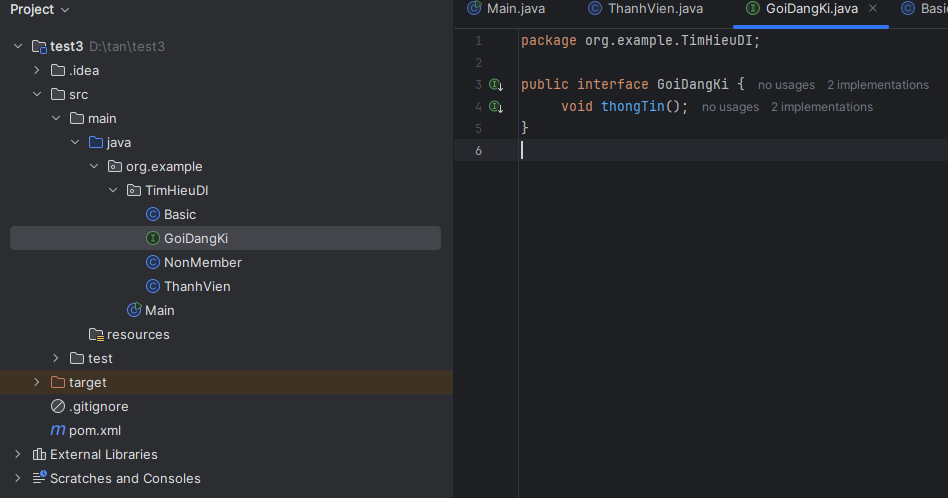 Project
test3 D:\tan\test3
.idea
src
main
java
org.example
TimHieuDI
Basic
GoiDangKi
NonMember
ThanhVien
Main
resources
test
target
.gitignore
pom.xml
External Libraries
Scratches and Consoles
Main.java ThanhVien.java GoiDangKi.java Basic
1 package org.example.TimHieuDI;
2
3 public interface GoiDangKi { no usages 2 implementations
4 void thongTin(); no usages 2 implementations
5 }
6